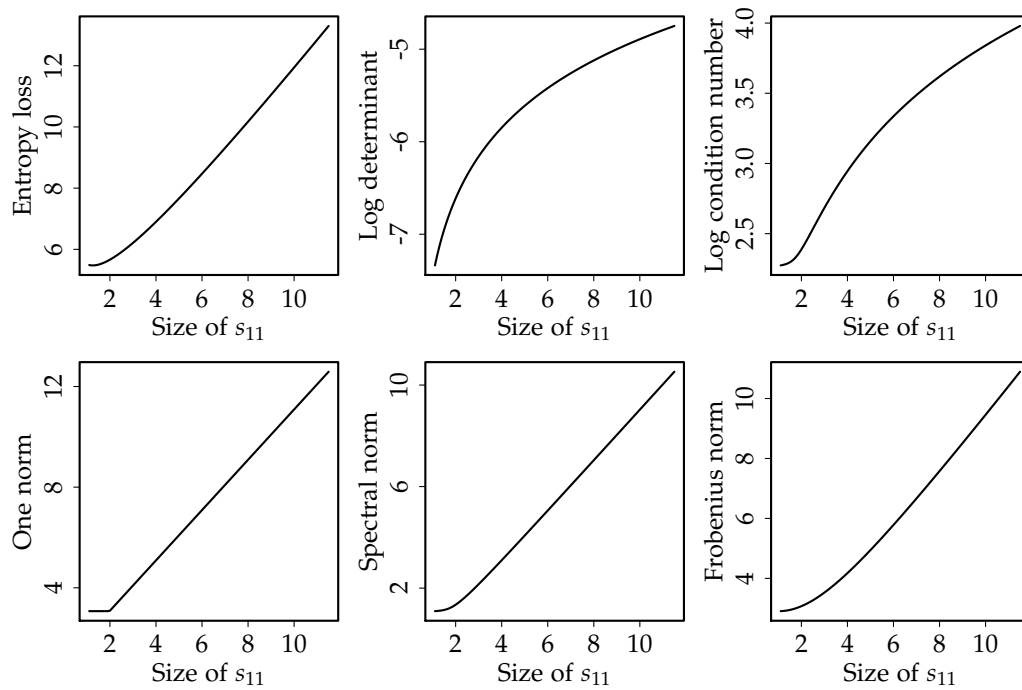 Entropy loss
6 8 10 12
2 4 6 8 10
Size of s11
Log determinant
-7 -6 -5
2 4 6 8 10
Size of s11
Log condition number
2.5 3.0 3.5 4.0
2 4 6 8 10
Size of s11
One norm
4 8 12
2 4 6 8 10
Size of s11
Spectral norm
2 6 10
2 4 6 8 10
Size of s11
Frobenius norm
4 6 8 10
2 4 6 8 10
Size of s11